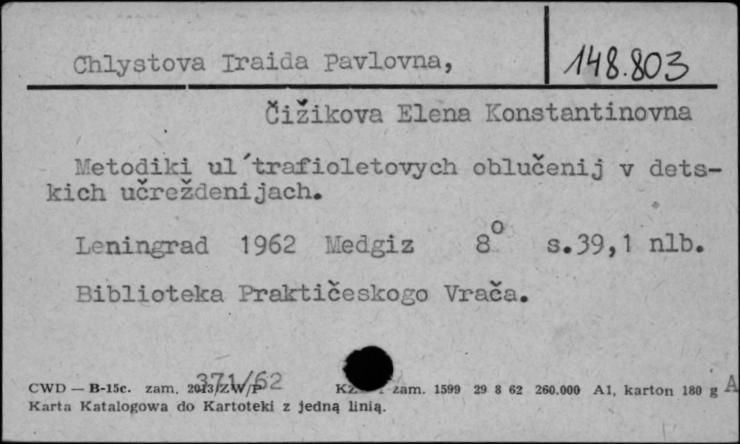 Chlystova Iraida Pavlovna, 148.803
Čižikova Elena Konstantinovna
Metodiki ul´trafioletovych oblučenij v dets-
kich učreždenijach.
Leningrad 1962 Medgiz 8º s.39,1 nlb.
Biblioteka Praktičeskogo Vrača.
371/62
CWD — B-15c. zam. 2013/ZW/P zam. 1599 29 8 62 260.000 A1, karton 180 g A
Karta Katalogowa do Kartoteki z jedną linią.